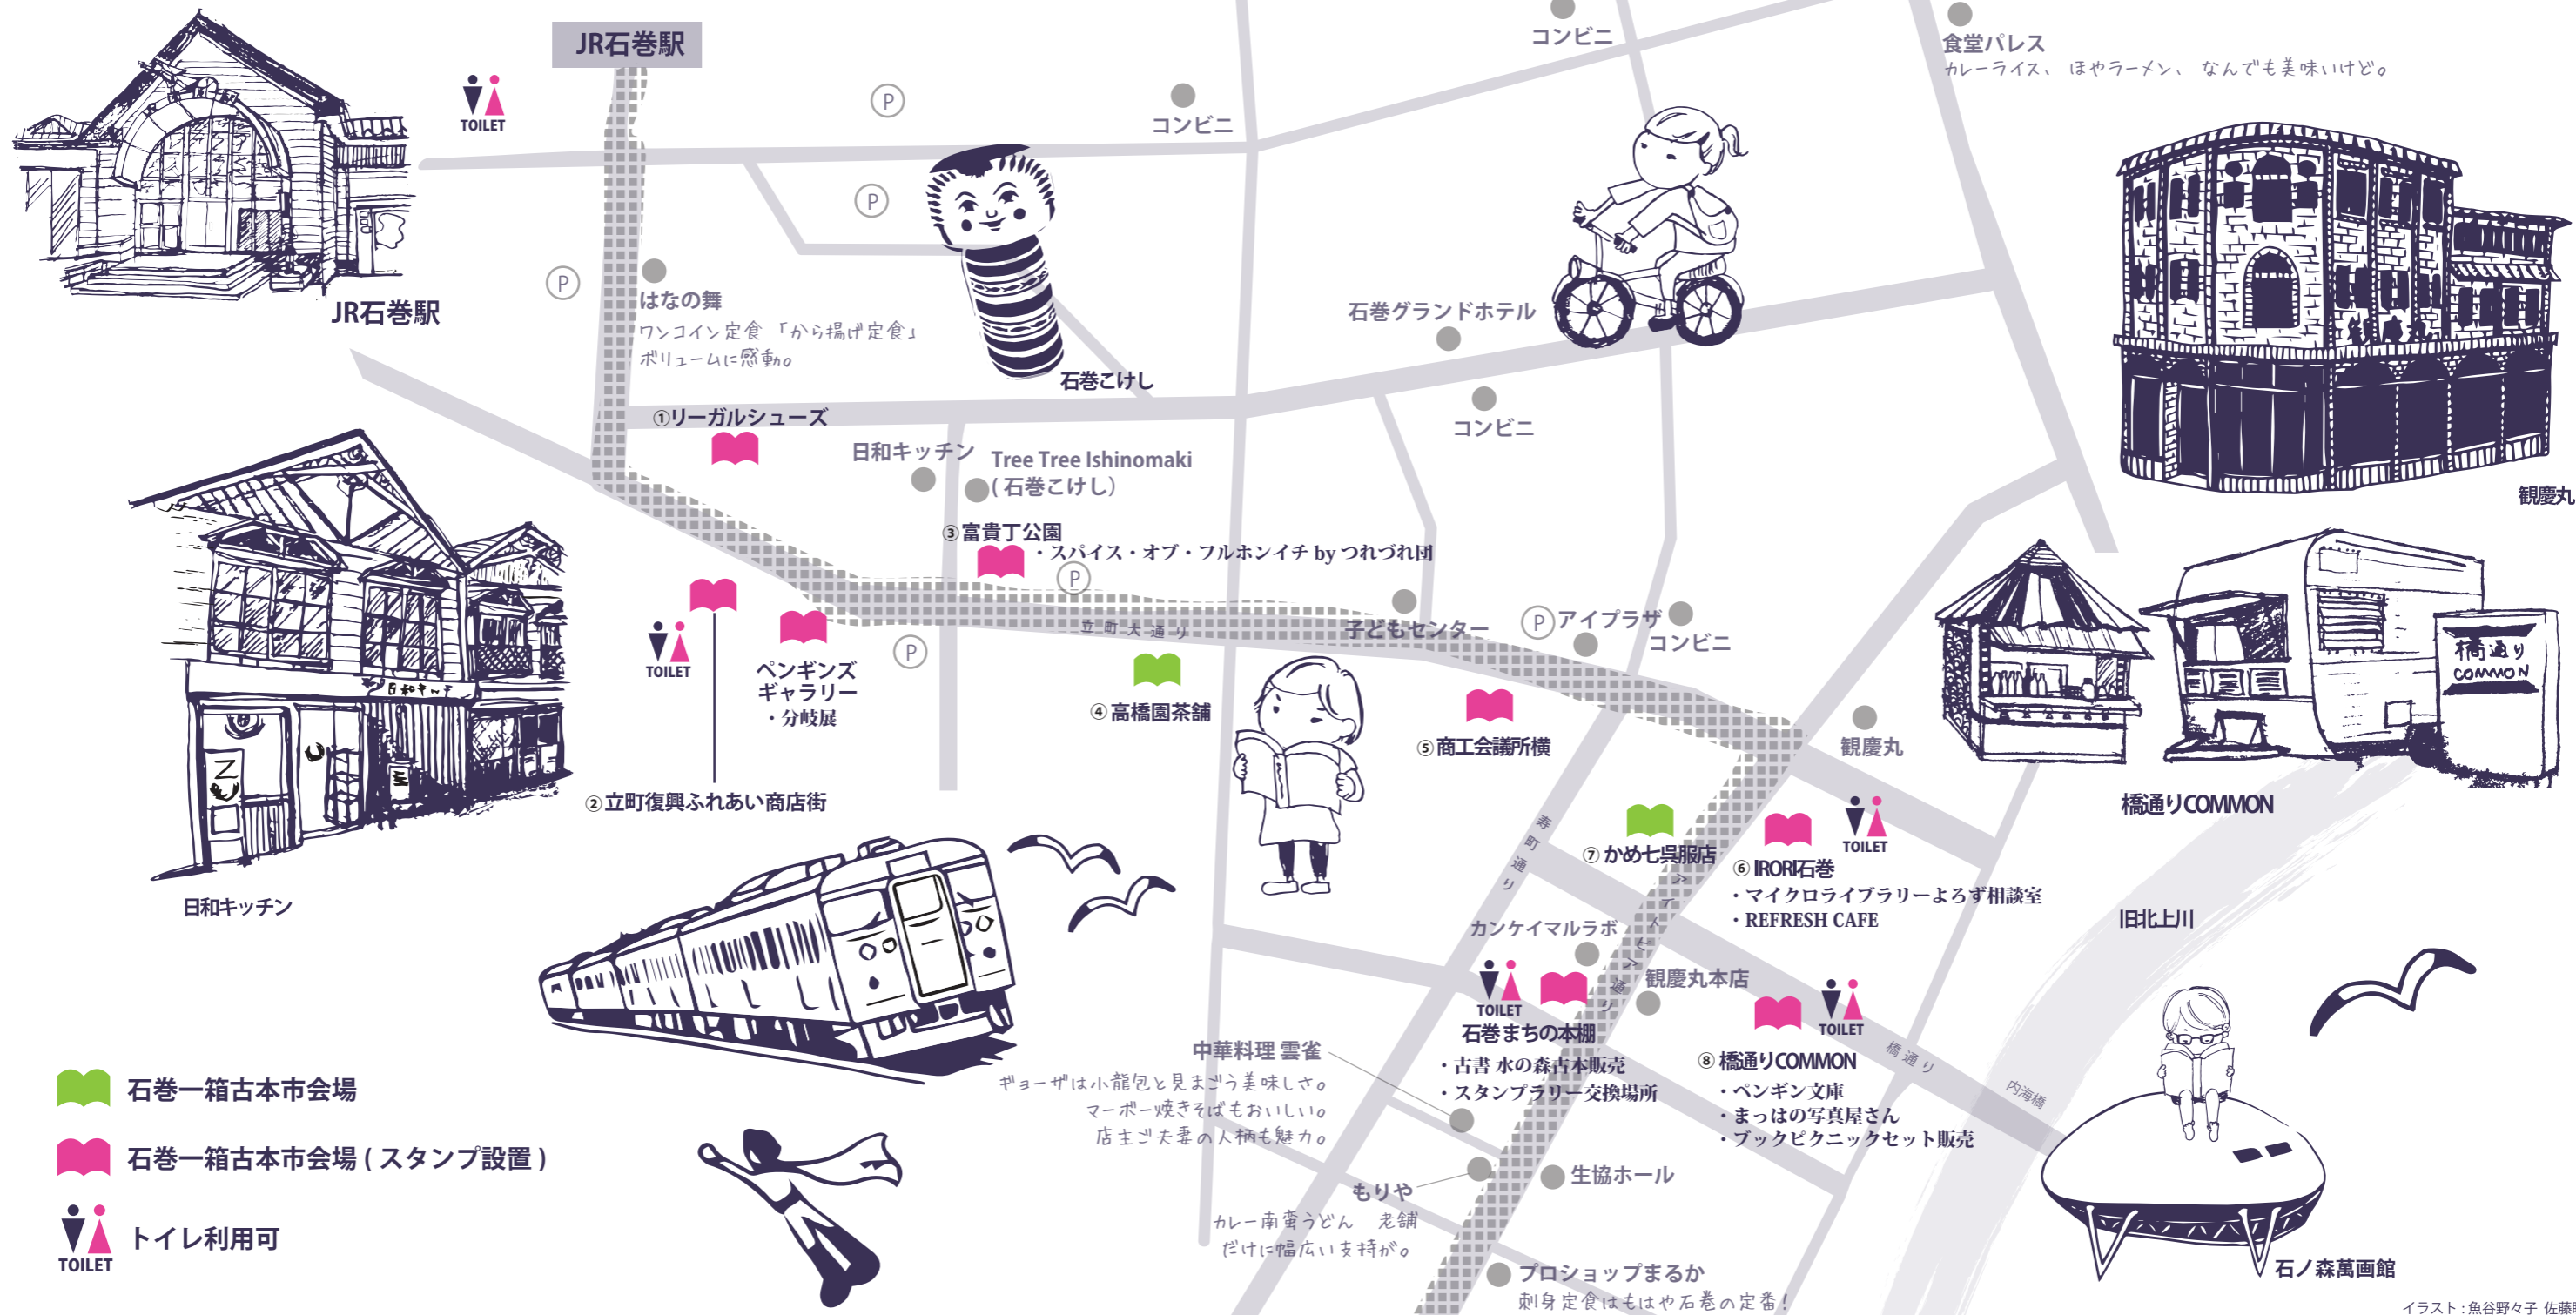 JR石巻駅
TOILET
JR石巻駅
コンビニ
コンビニ
食堂パレス
カレーライス、ほやラーメン、なんでも美味いけど。
P
P
P
はなの舞
ワンコイン定食「から揚げ定食」
ボリュームに感動。
石巻こけし
石巻グランドホテル
コンビニ
観慶丸
観慶丸
①リーガルシューズ
日和キッチン
Tree Tree Ishinomaki
(石巻こけし）
③富貴丁公園
・スパイス・オブ・フルホンイチ by つれづれ団
P
P
TOILET
ペンギンズ
ギャラリー
・分岐展
②立町復興ふれあい商店街
立町大通り
④高橋園茶舗
子どもセンター
P
アイプラザ
コンビニ
⑤商工会議所横
観慶丸
日和キッチン
橋通り
COMMON
橋通りCOMMON
寿町通り
⑦かめ七呉服店
TOILET
⑥IRORI石巻
・マイクロライブラリーよろず相談室
・REFRESH CAFE
アイトピア通り
カンケイマルラボ
観慶丸本店
TOILET
石巻まちの本棚
・古書 水の森古本販売
・スタンプラリー交換場所
TOILET
⑧橋通りCOMMON
・ペンギン文庫
・まっはの写真屋さん
・ブックピクニックセット販売
橋通り
内海橋
旧北上川
中華料理 雲雀
ギョーザは小龍包と見まごう美味しさ。
マーボー焼きそばもおいしい。
店主ご夫妻の人柄も魅力。
もりや
カレー南蛮うどん 老舗
だけに幅広い支持が。
生協ホール
プロショップまるか
刺身定食はもはや石巻の定番！
石ノ森萬画館
石巻一箱古本市会場
石巻一箱古本市会場 ( スタンプ設置 )
TOILET
トイレ利用可
イラスト : 魚谷野々子 佐藤